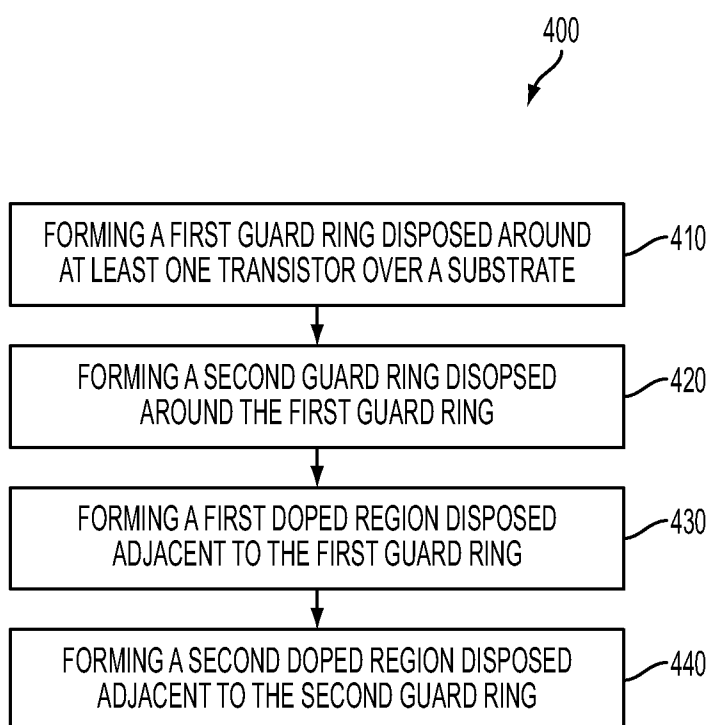 400
FORMING A FIRST GUARD RING DISPOSED AROUND
AT LEAST ONE TRANSISTOR OVER A SUBSTRATE
410
FORMING A SECOND GUARD RING DISOPSED
AROUND THE FIRST GUARD RING
420
FORMING A FIRST DOPED REGION DISPOSED
ADJACENT TO THE FIRST GUARD RING
430
FORMING A SECOND DOPED REGION DISPOSED
ADJACENT TO THE SECOND GUARD RING
440